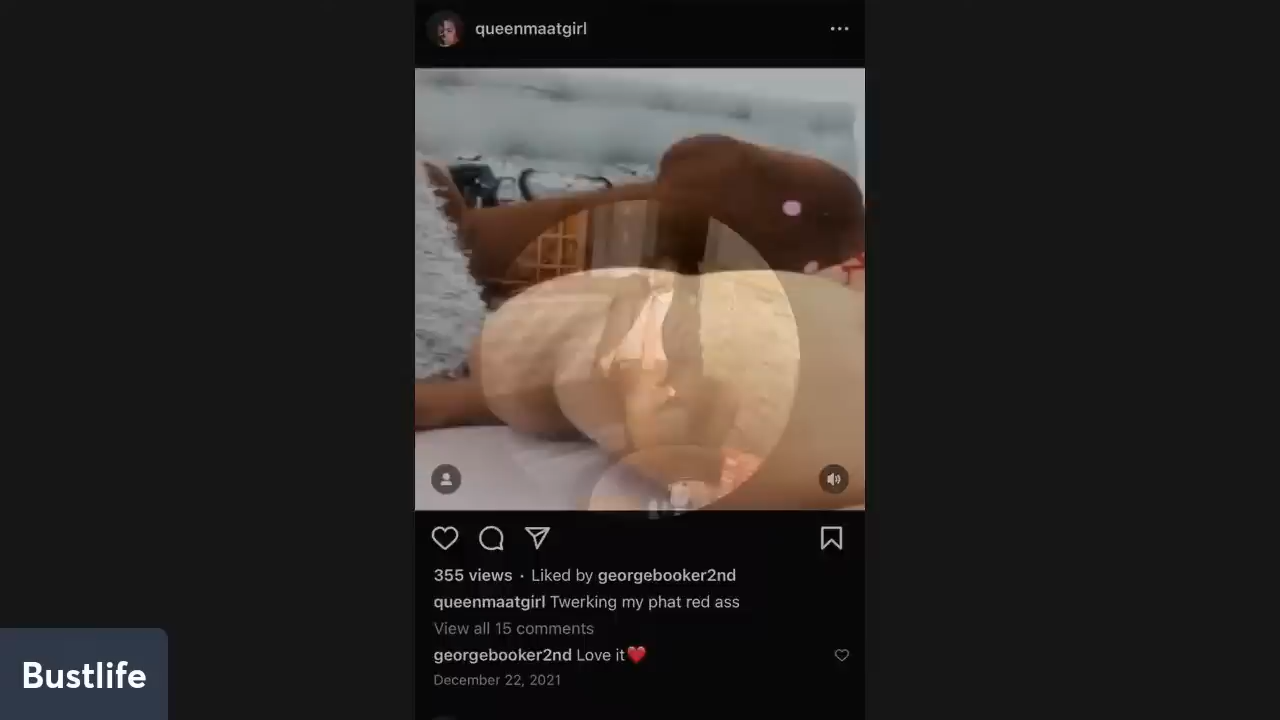 queenmaatgirl
355 views · Liked by georgebooker2nd
queenmaatgirl Twerking my phat red ass
View all 15 comments
georgebooker2nd Love it❤️
December 22, 2021
Bustlife